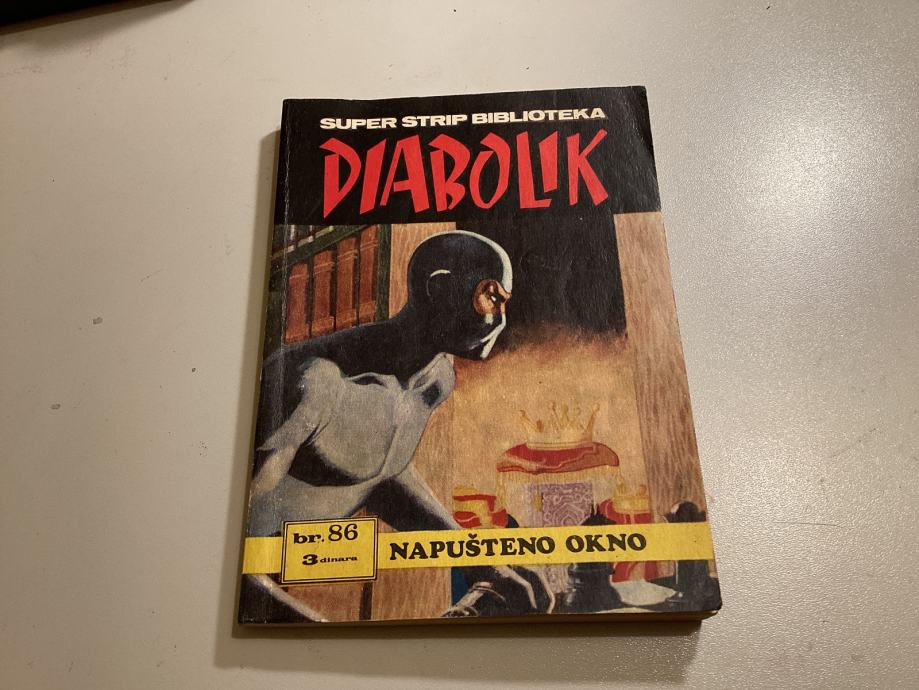 SUPER STRIP BIBLIOTEKA
DIABOLIK
br. 86
3 dinara
NAPUŠTENO OKNO